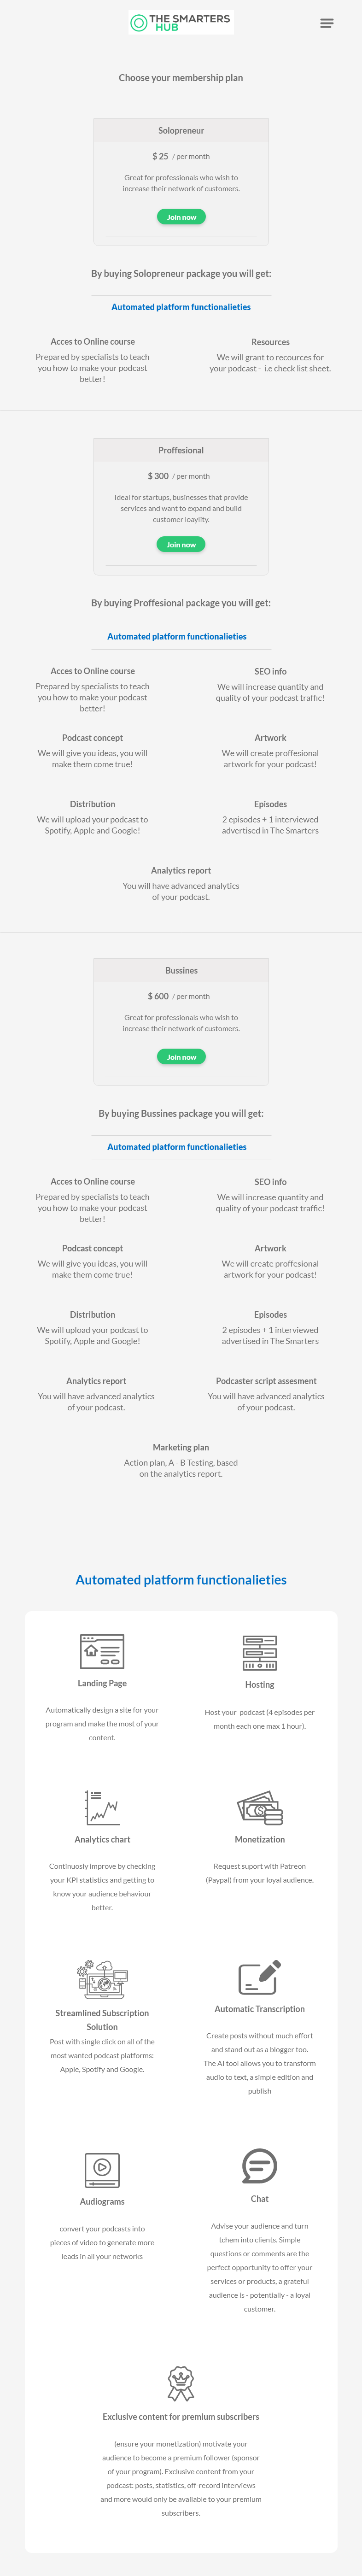 THE SMARTERS
HUB
Choose your membership plan
Solopreneur
$ 25 / per month
Great for professionals who wish to
increase their network of customers.
Join now
By buying Solopreneur package you will get:
Automated platform functionalieties
Acces to Online course
Prepared by specialists to teach
you how to make your podcast
better!
Resources
We will grant to recources for
your podcast - i.e check list sheet.
Proffesional
$ 300 / per month
Ideal for startups, businesses that provide
services and want to expand and build
customer loaylity.
Join now
By buying Proffesional package you will get:
Automated platform functionalieties
Acces to Online course
Prepared by specialists to teach
you how to make your podcast
better!
SEO info
We will increase quantity and
quality of your podcast traffic!
Podcast concept
We will give you ideas, you will
make them come true!
Artwork
We will create proffesional
artwork for your podcast!
Distribution
We will upload your podcast to
Spotify, Apple and Google!
Episodes
2 episodes + 1 interviewed
advertised in The Smarters
Analytics report
You will have advanced analytics
of your podcast.
Bussines
$ 600 / per month
Great for professionals who wish to
increase their network of customers.
Join now
By buying Bussines package you will get:
Automated platform functionalieties
Acces to Online course
Prepared by specialists to teach
you how to make your podcast
better!
SEO info
We will increase quantity and
quality of your podcast traffic!
Podcast concept
We will give you ideas, you will
make them come true!
Artwork
We will create proffesional
artwork for your podcast!
Distribution
We will upload your podcast to
Spotify, Apple and Google!
Episodes
2 episodes + 1 interviewed
advertised in The Smarters
Analytics report
You will have advanced analytics
of your podcast.
Podcaster script assesment
You will have advanced analytics
of your podcast.
Marketing plan
Action plan, A - B Testing, based
on the analytics report.
Automated platform functionalieties
Landing Page
Automatically design a site for your
program and make the most of your
content.
Hosting
Host your podcast (4 episodes per
month each one max 1 hour).
Analytics chart
Continuosly improve by checking
your KPI statistics and getting to
know your audience behaviour
better.
Monetization
Request suport with Patreon
(Paypal) from your loyal audience.
Streamlined Subscription
Solution
Post with single click on all of the
most wanted podcast platforms:
Apple, Spotify and Google.
Automatic Transcription
Create posts without much effort
and stand out as a blogger too.
The AI tool allows you to transform
audio to text, a simple edition and
publish
Audiograms
convert your podcasts into
pieces of video to generate more
leads in all your networks
Chat
Advise your audience and turn
tchem into clients. Simple
questions or comments are the
perfect opportunity to offer your
services or products, a grateful
audience is - potentially - a loyal
customer.
Exclusive content for premium subscribers
(ensure your monetization) motivate your
audience to become a premium follower (sponsor
of your program). Exclusive content from your
podcast: posts, statistics, off-record interviews
and more would only be available to your premium
subscribers.